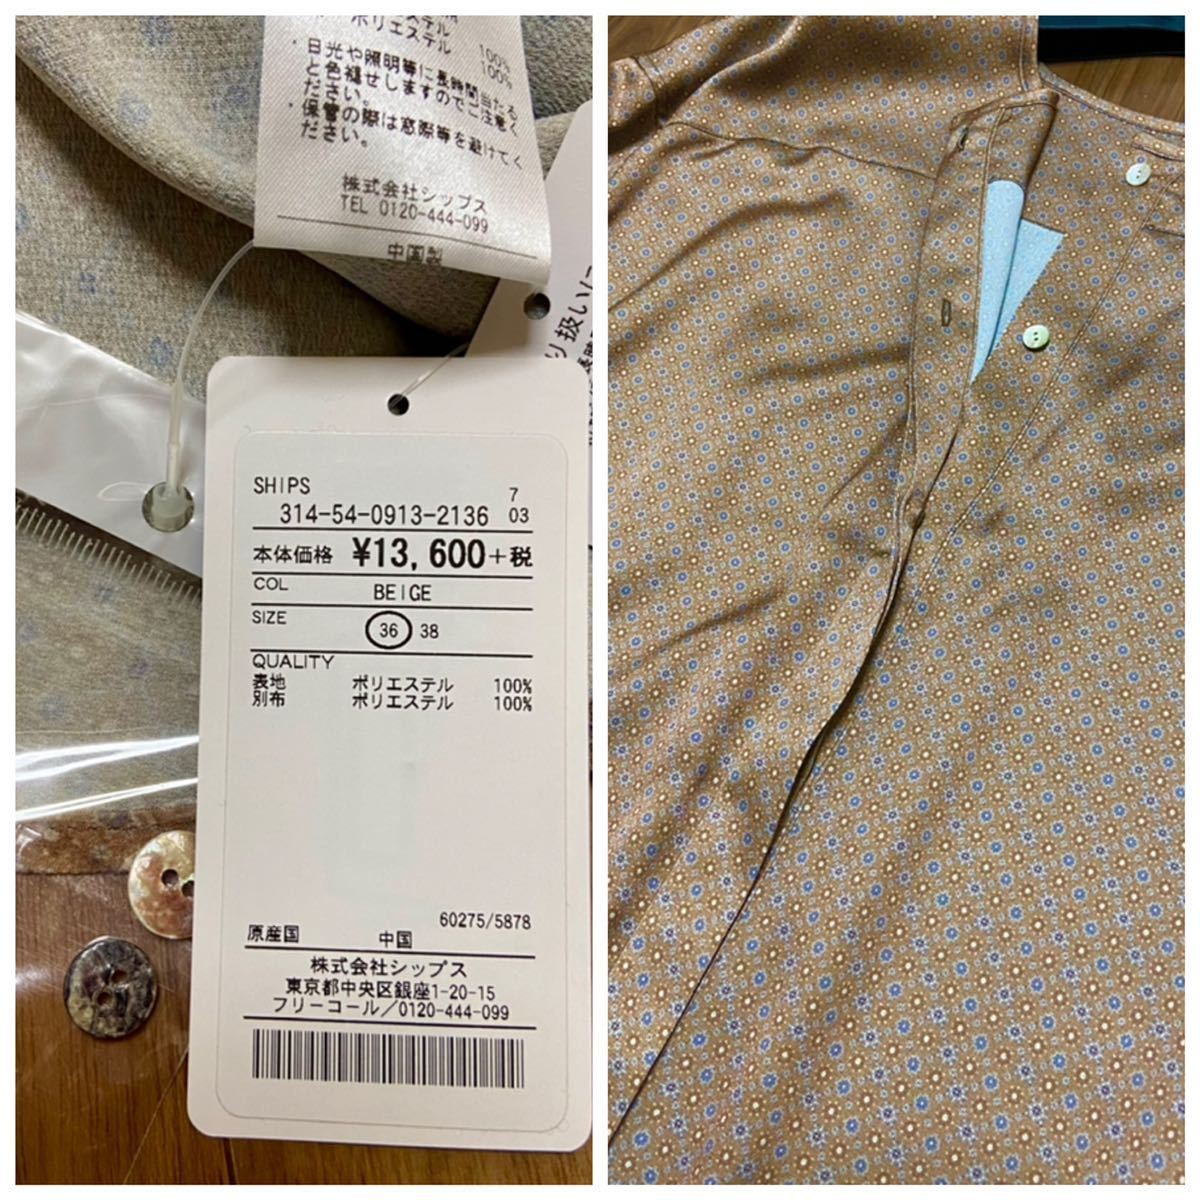 ポリエステル 100%
100%
・日光や照明等に長時間当たる
と色褪せしますのでご注意く
ださい。
・保管の際は窓際等を避けてく
ださい。
株式会社シップス
TEL 0120-444-099
中国製
り扱い
SHIPS
7
314-54-0913-2136 03
本体価格 ¥13,600+税
COL BEIGE
SIZE 36 38
QUALITY
表地 ポリエステル 100%
別布 ポリエステル 100%
60275/5878
原産国 中国
株式会社シップス
東京都中央区銀座1-20-15
フリーコール/0120-444-099